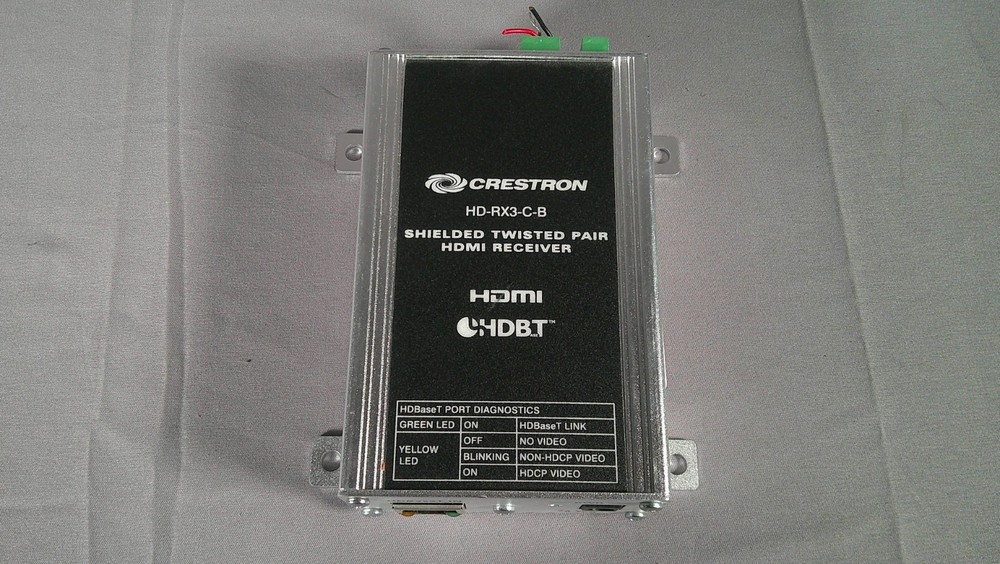 CRESTRON
HD-RX3-C-B
SHIELDED TWISTED PAIR
HDMI RECEIVER
HDMI
HDBT™
HDBaseT PORT DIAGNOSTICS
GREEN LED ON HDBaseT LINK
YELLOW LED OFF NO VIDEO
BLINKING NON-HDCP VIDEO
ON HDCP VIDEO